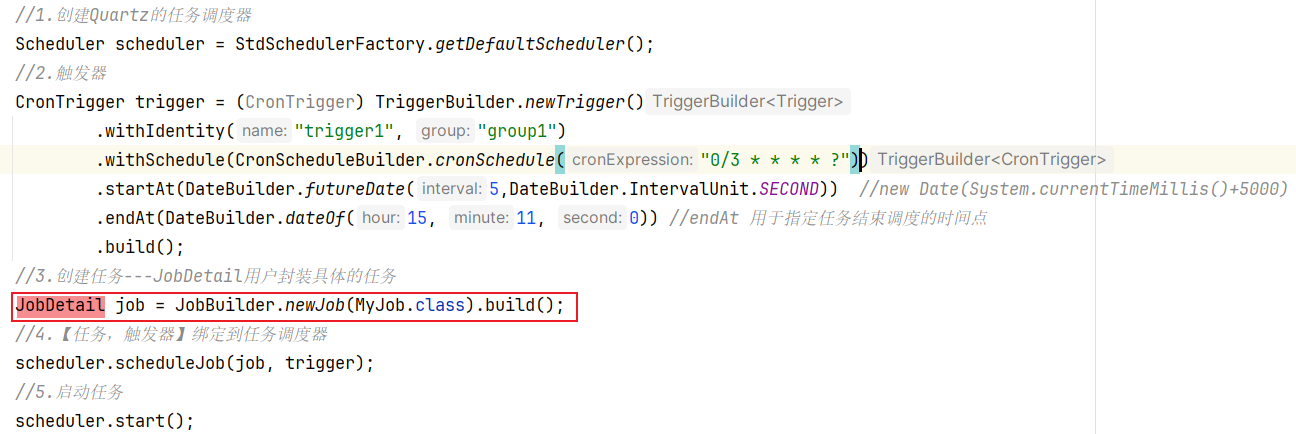 //1.创建Quartz的任务调度器
Scheduler scheduler = StdSchedulerFactory.getDefaultScheduler();
//2.触发器
CronTrigger trigger = (CronTrigger) TriggerBuilder.newTrigger() TriggerBuilder<Trigger>
.withIdentity( name: "trigger1", group: "group1")
.withSchedule(CronScheduleBuilder.cronSchedule( cronExpression: "0/3 * * * * ?")) TriggerBuilder<CronTrigger>
.startAt(DateBuilder.futureDate( interval: 5,DateBuilder.IntervalUnit.SECOND)) //new Date(System.currentTimeMillis()+5000)
.endAt(DateBuilder.dateOf( hour: 15, minute: 11, second: 0)) //endAt 用于指定任务结束调度的时间点
.build();
//3.创建任务---JobDetail用户封装具体的任务
JobDetail job = JobBuilder.newJob(MyJob.class).build();
//4.【任务，触发器】绑定到任务调度器
scheduler.scheduleJob(job, trigger);
//5.启动任务
scheduler.start();